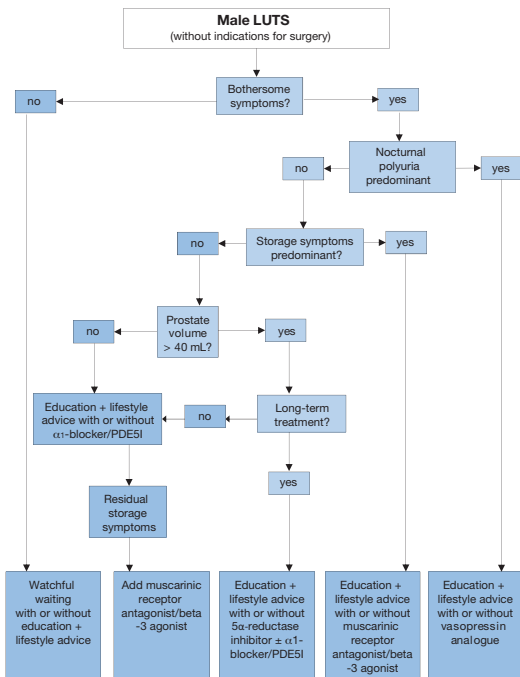 Male LUTS
(without indications for surgery)
Bothersome
symptoms?
no
yes
Nocturnal
polyuria
predominant
no
yes
Storage symptoms
predominant?
no
yes
Prostate
volume
> 40 mL?
no
yes
Education + lifestyle
advice with or without
α1-blocker/PDE5I
no
Long-term
treatment?
yes
Residual
storage
symptoms
Watchful
waiting
with or without
education +
lifestyle advice
Add muscarinic
receptor
antagonist/beta
-3 agonist
Education +
lifestyle advice
with or without
5α-reductase
inhibitor ± α1-
blocker/PDE5I
Education +
lifestyle advice
with or without
muscarinic
receptor
antagonist/beta
-3 agonist
Education +
lifestyle advice
with or without
vasopressin
analogue